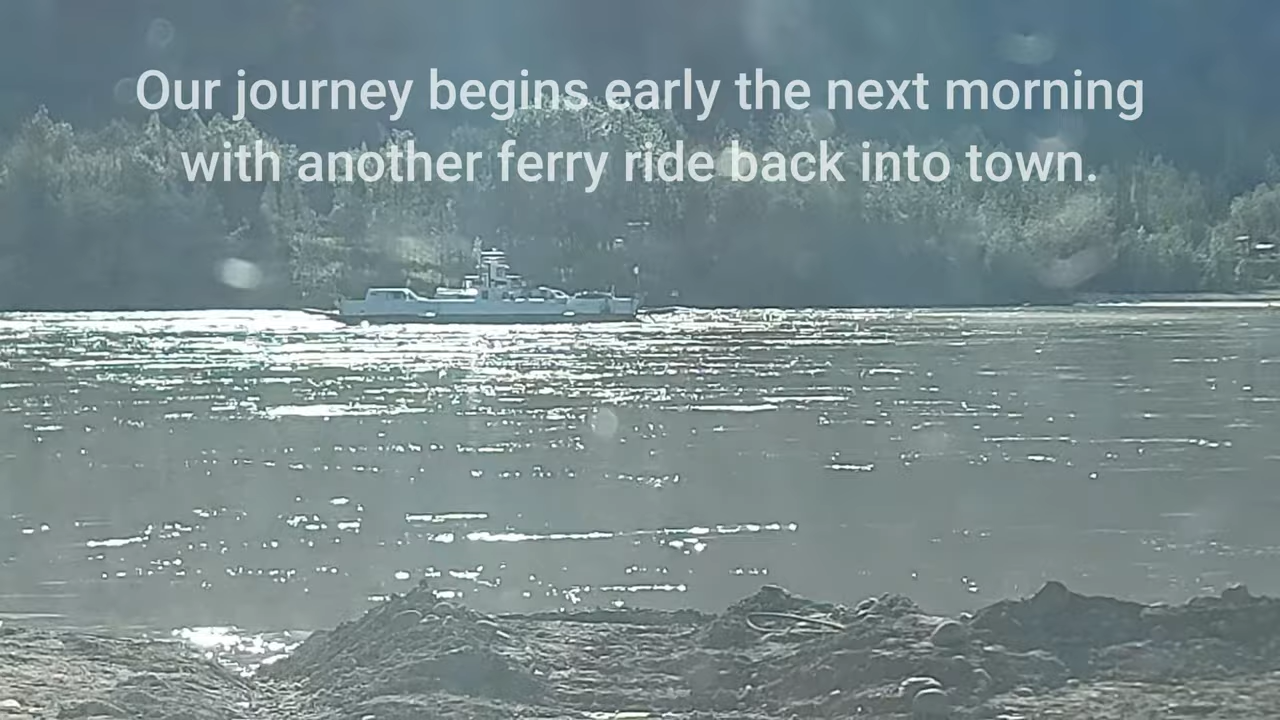 Our journey begins early the next morning
with another ferry ride back into town.